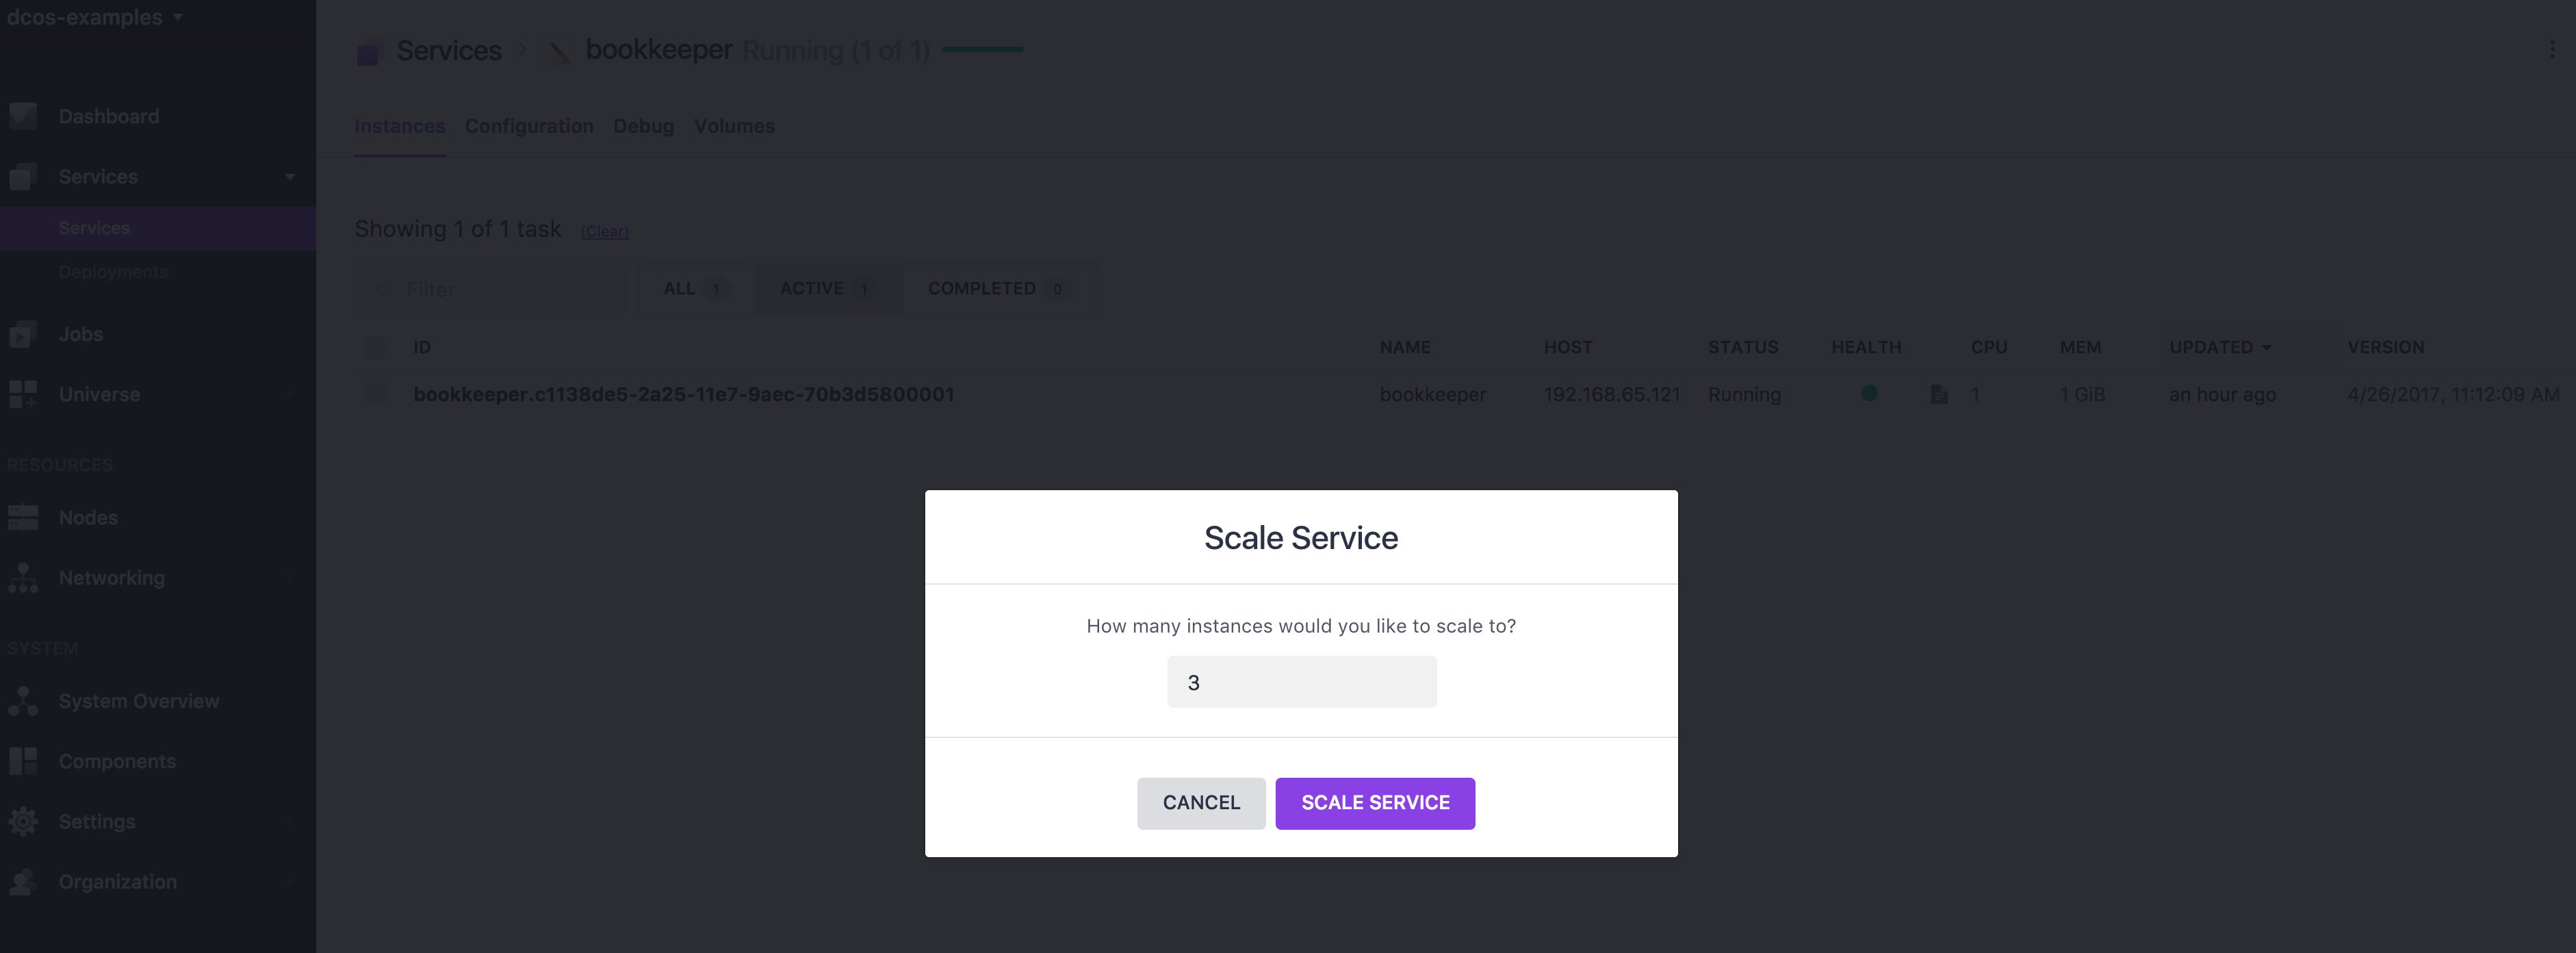 dcos-examples
Services > bookkeeper Running (1 of 1)
Dashboard
Instances Configuration Debug Volumes
Services
Services
Showing 1 of 1 task (Clear)
Deployments
Filter ALL 1 ACTIVE 1 COMPLETED 0
Jobs
ID NAME HOST STATUS HEALTH CPU MEM UPDATED VERSION
Universe
bookkeeper.c1138de5-2a25-11e7-9aec-70b3d5800001 bookkeeper 192.168.65.121 Running 1 1 GiB an hour ago 4/26/2017, 11:12:09 AM
RESOURCES
Nodes
Networking
SYSTEM
System Overview
Components
Settings
Organization
Scale Service
How many instances would you like to scale to?
3
CANCEL SCALE SERVICE